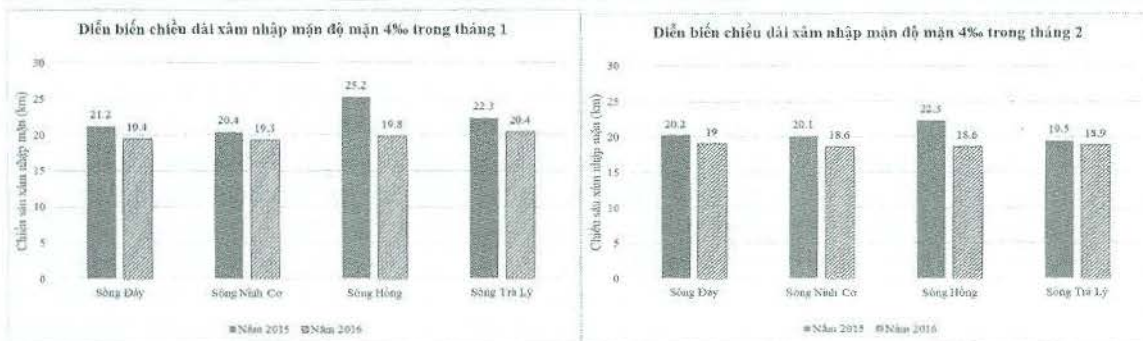 Diễn biến chiều dài xâm nhập mặn độ mặn 4‰ trong tháng 1
Chiều sâu xâm nhập mặn (km)
30
25
20
15
10
5
0
21.2
19.4
20.4
19.3
25.2
19.8
22.3
20.4
Sông Đáy
Sông Ninh Cơ
Sông Hồng
Sông Trà Lý
Năm 2015
Năm 2016
Diễn biến chiều dài xâm nhập mặn độ mặn 4‰ trong tháng 2
Chiều sâu xâm nhập mặn (km)
30
25
20
15
10
5
0
20.2
19
20.1
18.6
22.3
18.6
19.5
18.9
Sông Đáy
Sông Ninh Cơ
Sông Hồng
Sông Trà Lý
Năm 2015
Năm 2016